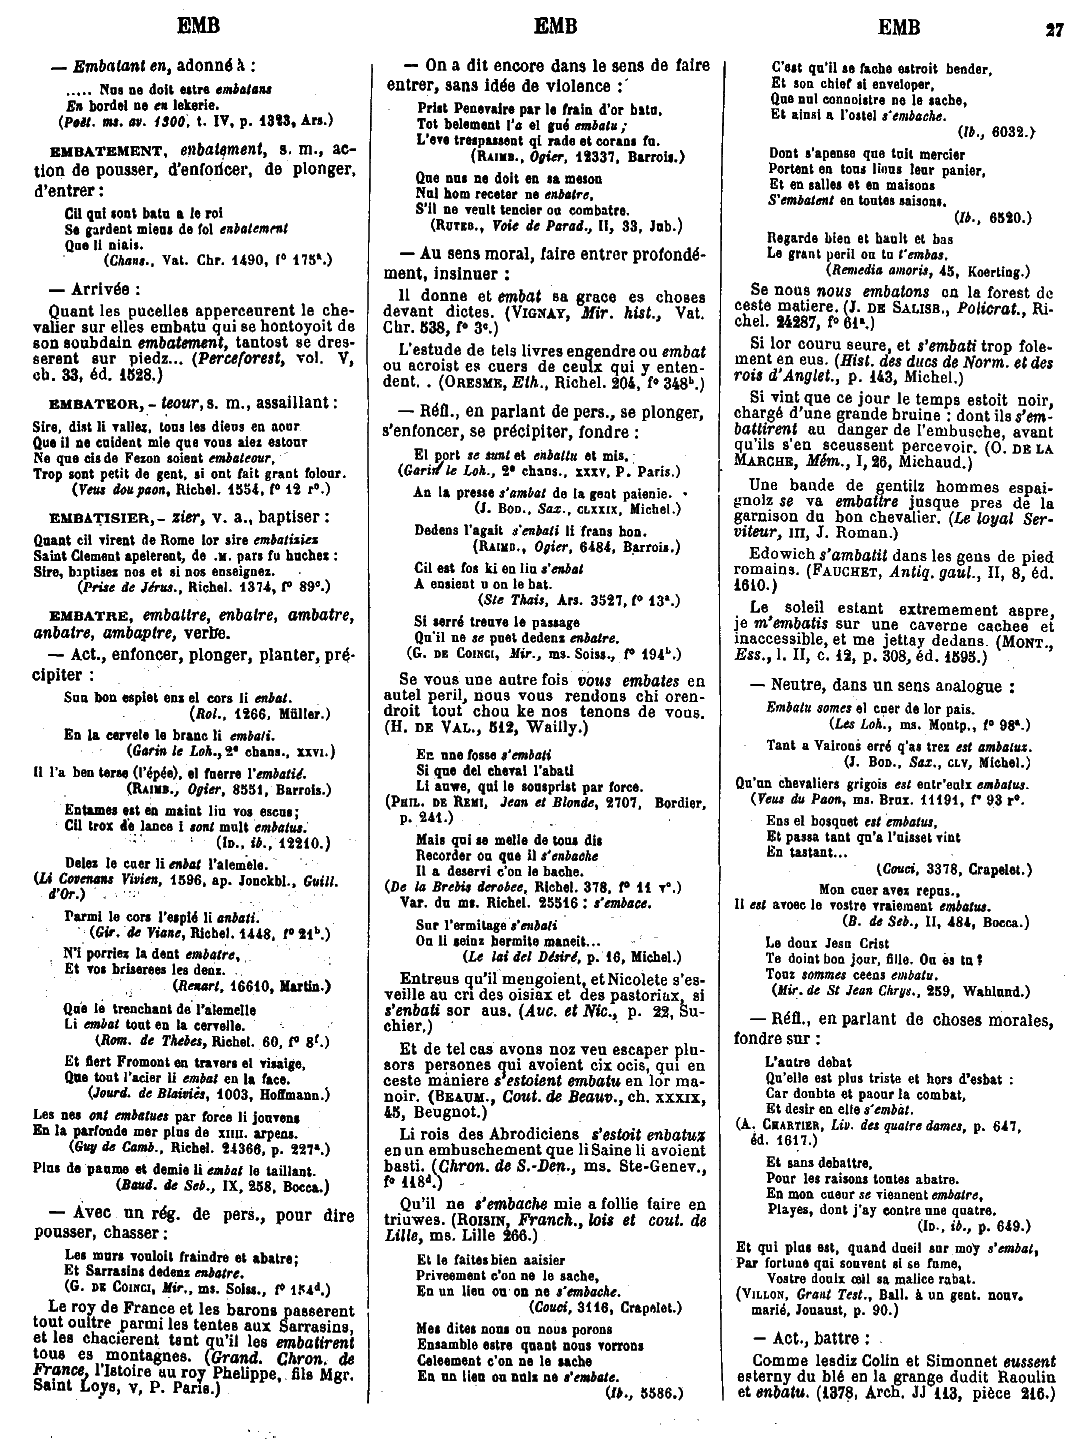 EMB EMB EMB 27
— Embatant en, adonné à :
..... Nus ne doit estre embatans
En bordel ne en lekerie.
(Poët. ms. av. 1300, t. IV, p. 1323, Ars.)
EMBATEMENT, enbatement, s. m., ac-
tion de pousser, d'enfoncer, de plonger,
d'entrer :
Cil qui sont batu a le roi
Se gardent miens de fol enbatement
Que li niais.
(Chans., Vat. Chr. 1490, f° 175ª.)
— Arrivée :
Quant les pucelles apperceurent le che-
valier sur elles embatu qui se hontoyoit de
son soubdain embatement, tantost se dres-
serent sur piedz... (Perceforest, vol. V,
ch. 33, éd. 1528.)
EMBATEOR, - teour, s. m., assaillant :
Sire, dist li vallez, tous les dieus en aour
Que il ne cuident mie que vous aiez estour
Ne que cis de Fezon soient embateour,
Trop sont petit de gent, si ont fait grant folour.
(Veus dou paon, Richel. 1554, f° 12 r°.)
EMBATISIER, - zier, v. a., baptiser :
Quant cil virent de Rome lor sire embatisiez
Saint Clement apelerent, de .M. pars fu huchez :
Sire, baptisez nos et si nos enseignez.
(Prise de Jérus., Richel. 1374, f° 89ᶜ.)
EMBATRE, embattre, enbatre, ambatre,
anbatre, ambaptre, verbe.
— Act., enfoncer, plonger, planter, pré-
cipiter :
Sun bon espiet enz el cors li enbat.
(Rol., 1266, Müller.)
En la cervele le branc li embati.
(Garin le Loh., 2ᵉ chans., XXVI.)
Il l'a ben terse (l'épée), el fuerre l'embatié.
(RAIMB., Ogier, 8551, Barrois.)
Entames est en maint liu vos escus;
Cil trox de lance i sont mult embatus.
(ID., ib., 12210.)
Delez le cuer li enbat l'alemele.
(Li Covenans Vivien, 1596, ap. Jonckbl., Guill.
d'Or.)
Parmi le cors l'espié li anbati.
(Gir. de Viane, Richel. 1448, f° 21ᵇ.)
N'i porriez la dent embatre,
Et vos briserees les denz.
(Renart, 16610, Martin.)
Que le trenchant de l'alemelle
Li embat tout en la cervelle.
(Rom. de Thebes, Richel. 60, f° 8ᶠ.)
Et fiert Fromont en travers el visaige,
Que tout l'acier li embat en la face.
(Jourd. de Blaiviès, 1003, Hoffmann.)
Les nes ont embatues par force li jouvens
En la parfonde mer plus de XIIII. arpens.
(Guy de Camb., Richel. 24366, p. 227ª.)
Plus de paume et demie li embat le taillant.
(Baud. de Seb., IX, 258, Bocca.)
— Avec un rég. de pers., pour dire
pousser, chasser :
Les murs vouloit fraindre et abatre;
Et Sarrasins dedenz enbatre.
(G. DE COINCI, Mir., ms. Soiss., f° 154ᵈ.)
Le roy de France et les barons passerent
tout oultre parmi les tentes aux Sarrasins,
et les chacierent tant qu'il les embatirent
tous es montagnes. (Grand. Chron. de
France, l'Istoire au roy Phelippe, fils Mgr.
Saint Loys, V, P. Paris.)
— On a dit encore dans le sens de faire
entrer, sans idée de violence :
Prist Penevaire par le frain d'or batu,
Tot belement l'a el gué embatu ;
L'eve trespassent qi rade et corans fu.
(RAIMB., Ogier, 12337, Barrois.)
Que nus ne doit en sa meson
Nul hom receter ne enbatre,
S'il ne veult tencier ou combatre.
(RUTEB., Voie de Parad., II, 33, Jub.)
— Au sens moral, faire entrer profondé-
ment, insinuer :
Il donne et embat sa grace es choses
devant dictes. (VIGNAY, Mir. hist., Vat.
Chr. 538, f° 3ᶜ.)
L'estude de tels livres engendre ou embat
ou acroist es cuers de ceulx qui y enten-
dent. . (ORESME, Eth., Richel. 204, f° 348ᵇ.)
— Réfl., en parlant de pers., se plonger,
s'enfoncer, se précipiter, fondre :
El port se sunt et enbattu et mis.
(Garin le Loh., 2ᵉ chans., XXXV, P. Paris.)
An la presse s'ambat de la gent paienie.
(J. BOD., Sax., CLXXIX, Michel.)
Dedens l'agait s'enbati li frans hon.
(RAIMB., Ogier, 6484, Barrois.)
Cil est fos ki en liu s'enbat
A ensient u on le bat.
(Ste Thais, Ars. 3527, f° 13ª.)
Si serré treuve le passage
Qu'il ne se puet dedenz enbatre.
(G. DE COINCI, Mir., ms. Soiss., f° 194ᵇ.)
Se vous une autre fois vous embates en
autel peril, nous vous rendons chi oren-
droit tout chou ke nos tenons de vous.
(H. DE VAL., 512, Wailly.)
En une fosse s'embati
Si que del cheval l'abati
Li auwe, qui le sousprist par force.
(PHIL. DE REMI, Jean et Blonde, 2707, Bordier,
p. 241.)
Mais qui se melle de tous dis
Recorder ou que il s'enbache
Il a deservi c'on le bache.
(De la Brebis derobee, Richel. 378, f° 11 v°.)
Var. du ms. Richel. 25516 : s'embace.
Sur l'ermitage s'enbati
Ou li seinz hermite maneit...
(Le lai del Désiré, p. 16, Michel.)
Entreus qu'il mengoient, et Nicolete s'es-
veille au cri des oisiax et des pastoriax, si
s'enbati sor aus. (Auc. et Nic., p. 22, Su-
chier.)
Et de tel cas avons noz veu escaper plu-
sors persones qui avoient cix ocis, qui en
ceste maniere s'estoient embatu en lor ma-
noir. (BEAUM., Cout. de Beauv., ch. XXXIX,
45, Beugnot.)
Li rois des Abrodiciens s'estoit enbatuz
en un embuschement que li Saine li avoient
basti. (Chron. de S.-Den., ms. Ste-Genev.,
f° 118ᵈ.)
Qu'il ne s'embache mie a follie faire en
triuwes. (ROISIN, Franch., lois et cout. de
Lille, ms. Lille 266.)
Et le faites bien aaisier
Priveement c'on ne le sache,
En un lieu ou on ne s'embache.
(Couci, 3116, Crapelet.)
Mes dites nous ou nous porons
Ensamble estre quant nous vorrons
Celeement c'on ne le sache
En un lieu ou nulz ne s'embate.
(Ib., 5586.)
C'est qu'il se fache estroit bender,
Et son chief si enveloper,
Que nul connoistre ne le sache,
Et ainsi a l'ostel s'embache.
(Ib., 6032.)
Dont s'apense que tuit mercier
Portent en tous lious leur panier,
Et en salles et en maisons
S'embatent en toutes saisons.
(Ib., 6520.)
Regarde bien et hault et bas
Le grant peril ou tu t'embas.
(Remedia amoris, 45, Koerting.)
Se nous nous embatons en la forest de
ceste matiere. (J. DE SALISB., Policrat., Ri-
chel. 24287, f° 61ª.)
Si lor couru seure, et s'embati trop fole-
ment en eus. (Hist. des ducs de Norm. et des
rois d'Anglet., p. 143, Michel.)
Si vint que ce jour le temps estoit noir,
chargé d'une grande bruine : dont ils s'em-
battirent au danger de l'embusche, avant
qu'ils s'en sceussent percevoir. (O. DE LA
MARCHE, Mém., I, 26, Michaud.)
Une bande de gentilz hommes espai-
gnolz se va embattre jusque pres de la
garnison du bon chevalier. (Le loyal Ser-
viteur, III, J. Roman.)
Edowich s'ambatit dans les gens de pied
romains. (FAUCHET, Antiq. gaul., II, 8, éd.
1610.)
Le soleil estant extremement aspre,
je m'embatis sur une caverne cachee et
inaccessible, et me jettay dedans. (MONT.,
Ess., l. II, c. 12, p. 308, éd. 1595.)
— Neutre, dans un sens analogue :
Embatu somes el cuer de lor pais.
(Les Loh., ms. Montp., f° 98ª.)
Tant a Valrons erré q'as trez est ambatuz.
(J. BOD., Sax., CLV, Michel.)
Qu'un chevaliers grigois est entr'eulx embatus.
(Veus du Paon, ms. Brux. 11191, f° 93 r°.
Ens el bosquet est embatus,
Et passa tant qu'a l'uisset vint
En tastant...
(Couci, 3378, Crapelet.)
Mon cuer avez repus.,
Il est avoec le vostre vraiement embatus.
(B. de Seb., II, 484, Bocca.)
Le doux Jesu Crist
Te doint bon jour, fille. Ou es tu ?
Touz sommes ceens embatu.
(Mir. de St Jean Chrys., 259, Wahlund.)
— Réfl., en parlant de choses morales,
fondre sur :
L'autre debat
Qu'elle est plus triste et hors d'esbat :
Car doubte et paour la combat,
Et desir en elle s'embat.
(A. CHARTIER, Liv. des quatre dames, p. 647,
éd. 1617.)
Et sans debattre,
Pour les raisons toutes abatre.
En mon cueur se viennent embatre,
Playes, dont j'ay contre une quatre.
(ID., ib., p. 649.)
Et qui plus est, quand dueil sur moy s'embat,
Par fortune qui souvent si se fume,
Vostre doulx œil sa malice rabat.
(VILLON, Grant Test., Ball. à un gent. nouv.
marié, Jouaust, p. 90.)
— Act., battre :
Comme lesdiz Colin et Simonnet eussent
esterny du blé en la grange dudit Raoulin
et enbatu. (1378, Arch. JJ 113, pièce 216.)